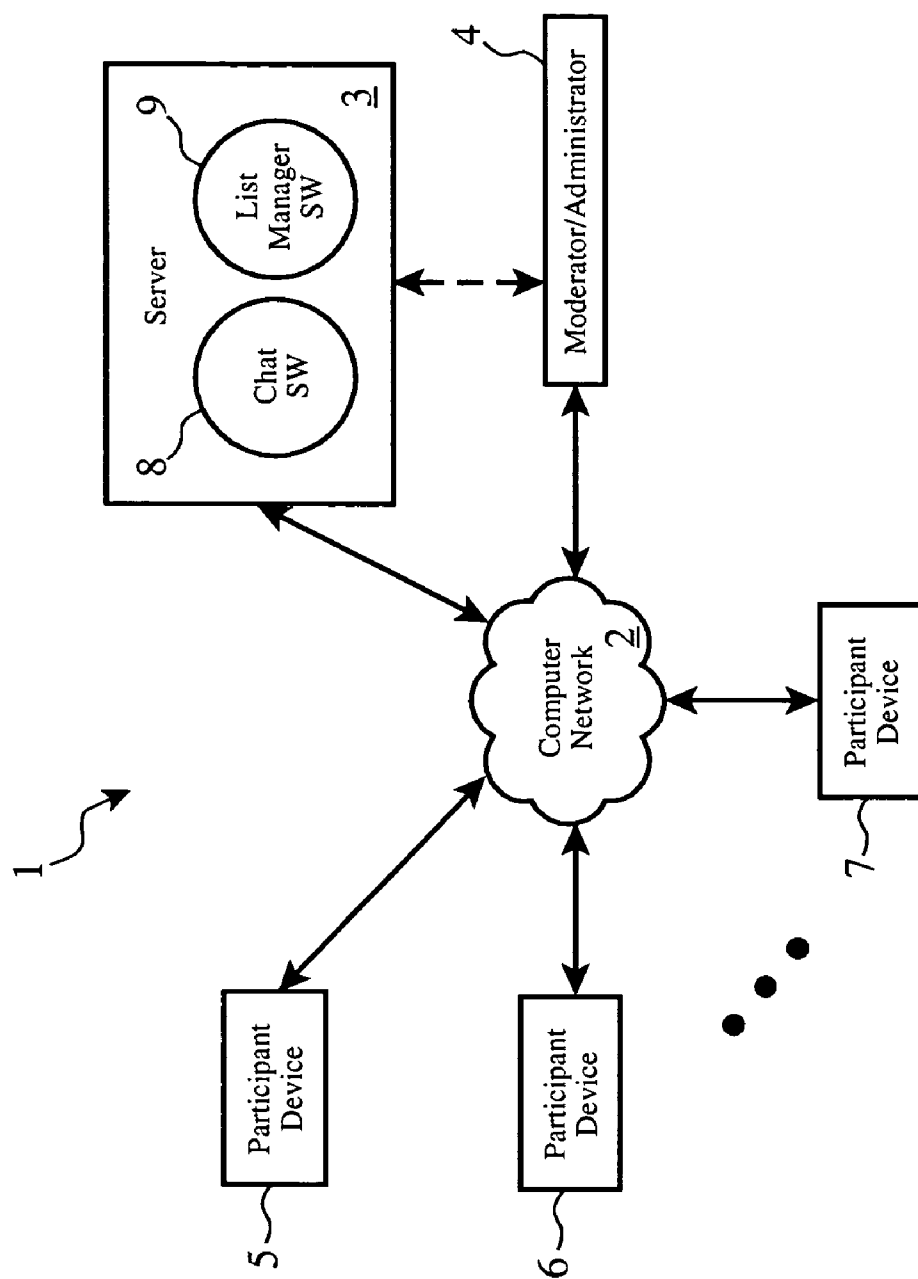 1
Server
8
Chat
SW
9
List
Manager
SW
3
5
Participant
Device
Computer
Network
2
4
Moderator/Administrator
6
Participant
Device
7
Participant
Device